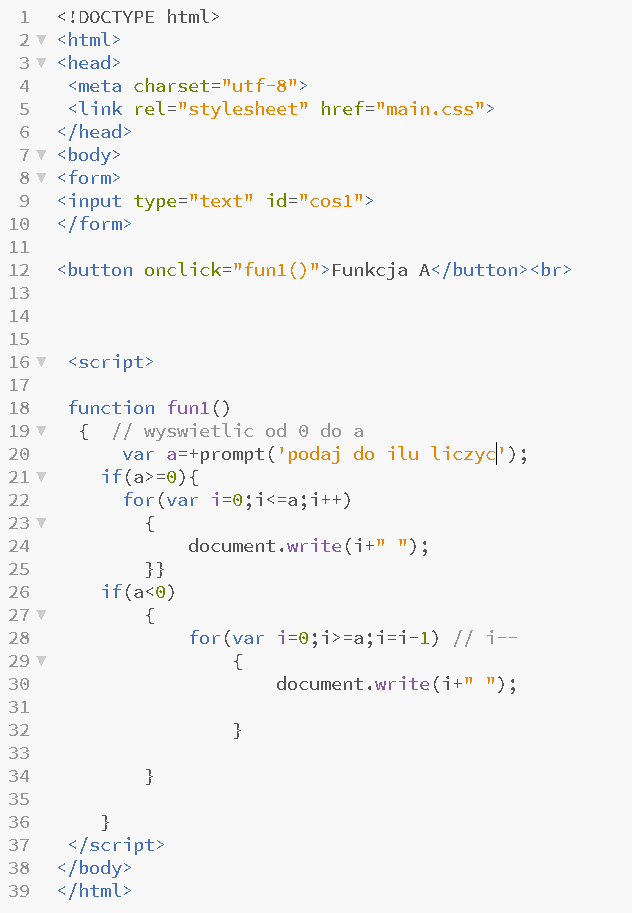 1 <!DOCTYPE html>
2 <html>
3 <head>
4 <meta charset="utf-8">
5 <link rel="stylesheet" href="main.css">
6 </head>
7 <body>
8 <form>
9 <input type="text" id="cos1">
10 </form>
11
12 <button onclick="fun1()">Funkcja A</button><br>
13
14
15
16 <script>
17
18 function fun1()
19 { // wyswietlic od 0 do a
20 var a=+prompt('podaj do ilu liczyc');
21 if(a>=0){
22 for(var i=0;i<=a;i++)
23 {
24 document.write(i+" ");
25 }}
26 if(a<0)
27 {
28 for(var i=0;i>=a;i=i-1) // i--
29 {
30 document.write(i+" ");
31
32 }
33
34 }
35
36 }
37 </script>
38 </body>
39 </html>